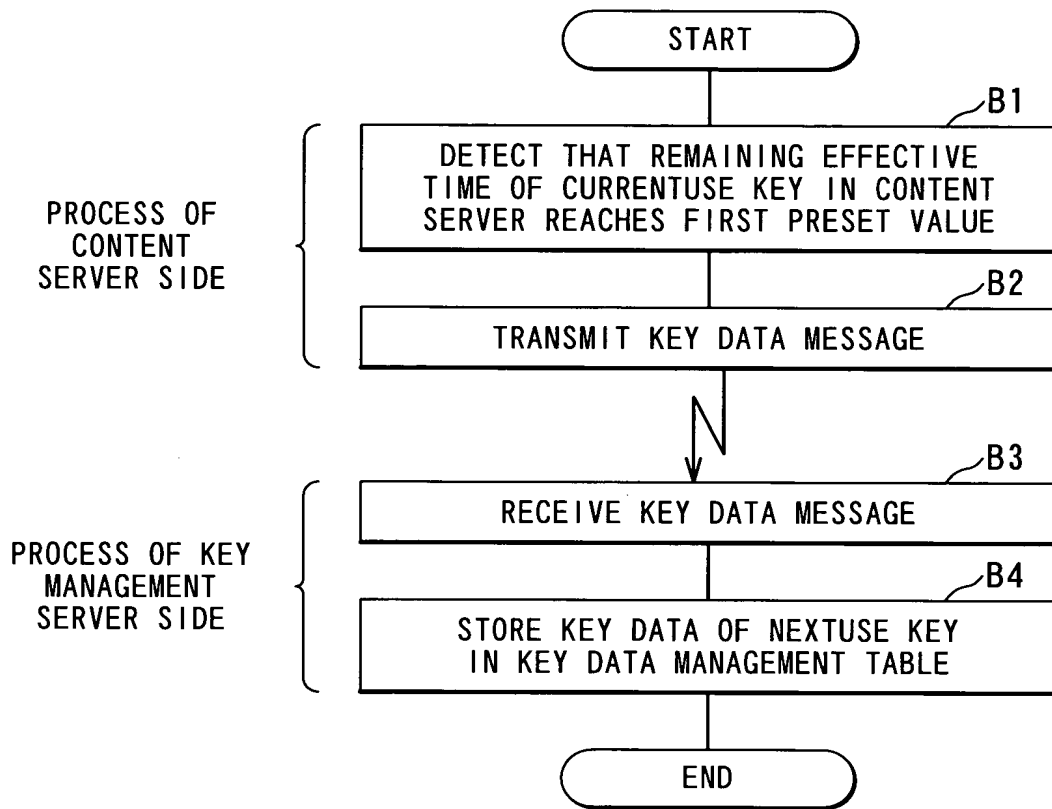 START
B1
DETECT THAT REMAINING EFFECTIVE
TIME OF CURRENTUSE KEY IN CONTENT
SERVER REACHES FIRST PRESET VALUE
PROCESS OF
CONTENT
SERVER SIDE
B2
TRANSMIT KEY DATA MESSAGE
B3
RECEIVE KEY DATA MESSAGE
PROCESS OF KEY
MANAGEMENT
SERVER SIDE
B4
STORE KEY DATA OF NEXTUSE KEY
IN KEY DATA MANAGEMENT TABLE
END